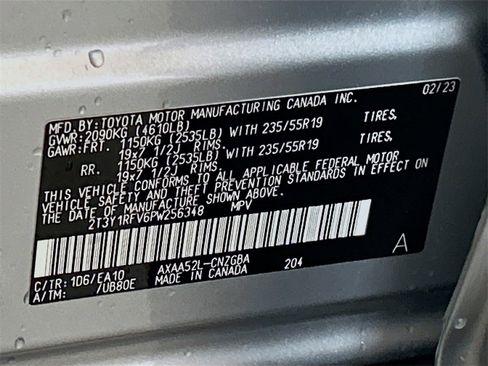 MFD.BY:TOYOTA MOTOR MANUFACTURING CANADA INC. 02/23
GVWR:2090KG (4610LB)
GAWR:FRT. 1150KG (2535LB) WITH 235/55R19 TIRES.
19x7 1/2J RIMS.
RR. 1150KG (2535LB) WITH 235/55R19 TIRES.
19x7 1/2J RIMS.
THIS VEHICLE CONFORMS TO ALL APPLICABLE FEDERAL MOTOR
VEHICLE SAFETY AND THEFT PREVENTION STANDARDS IN EFFECT ON
THE DATE OF MANUFACTURE SHOWN ABOVE.
2T3Y1RFV6PW256348 MPV
C/TR: 1D6/EA10 AXAA52L-CNZGBA 204 A
A/TM: /UB80E MADE IN CANADA